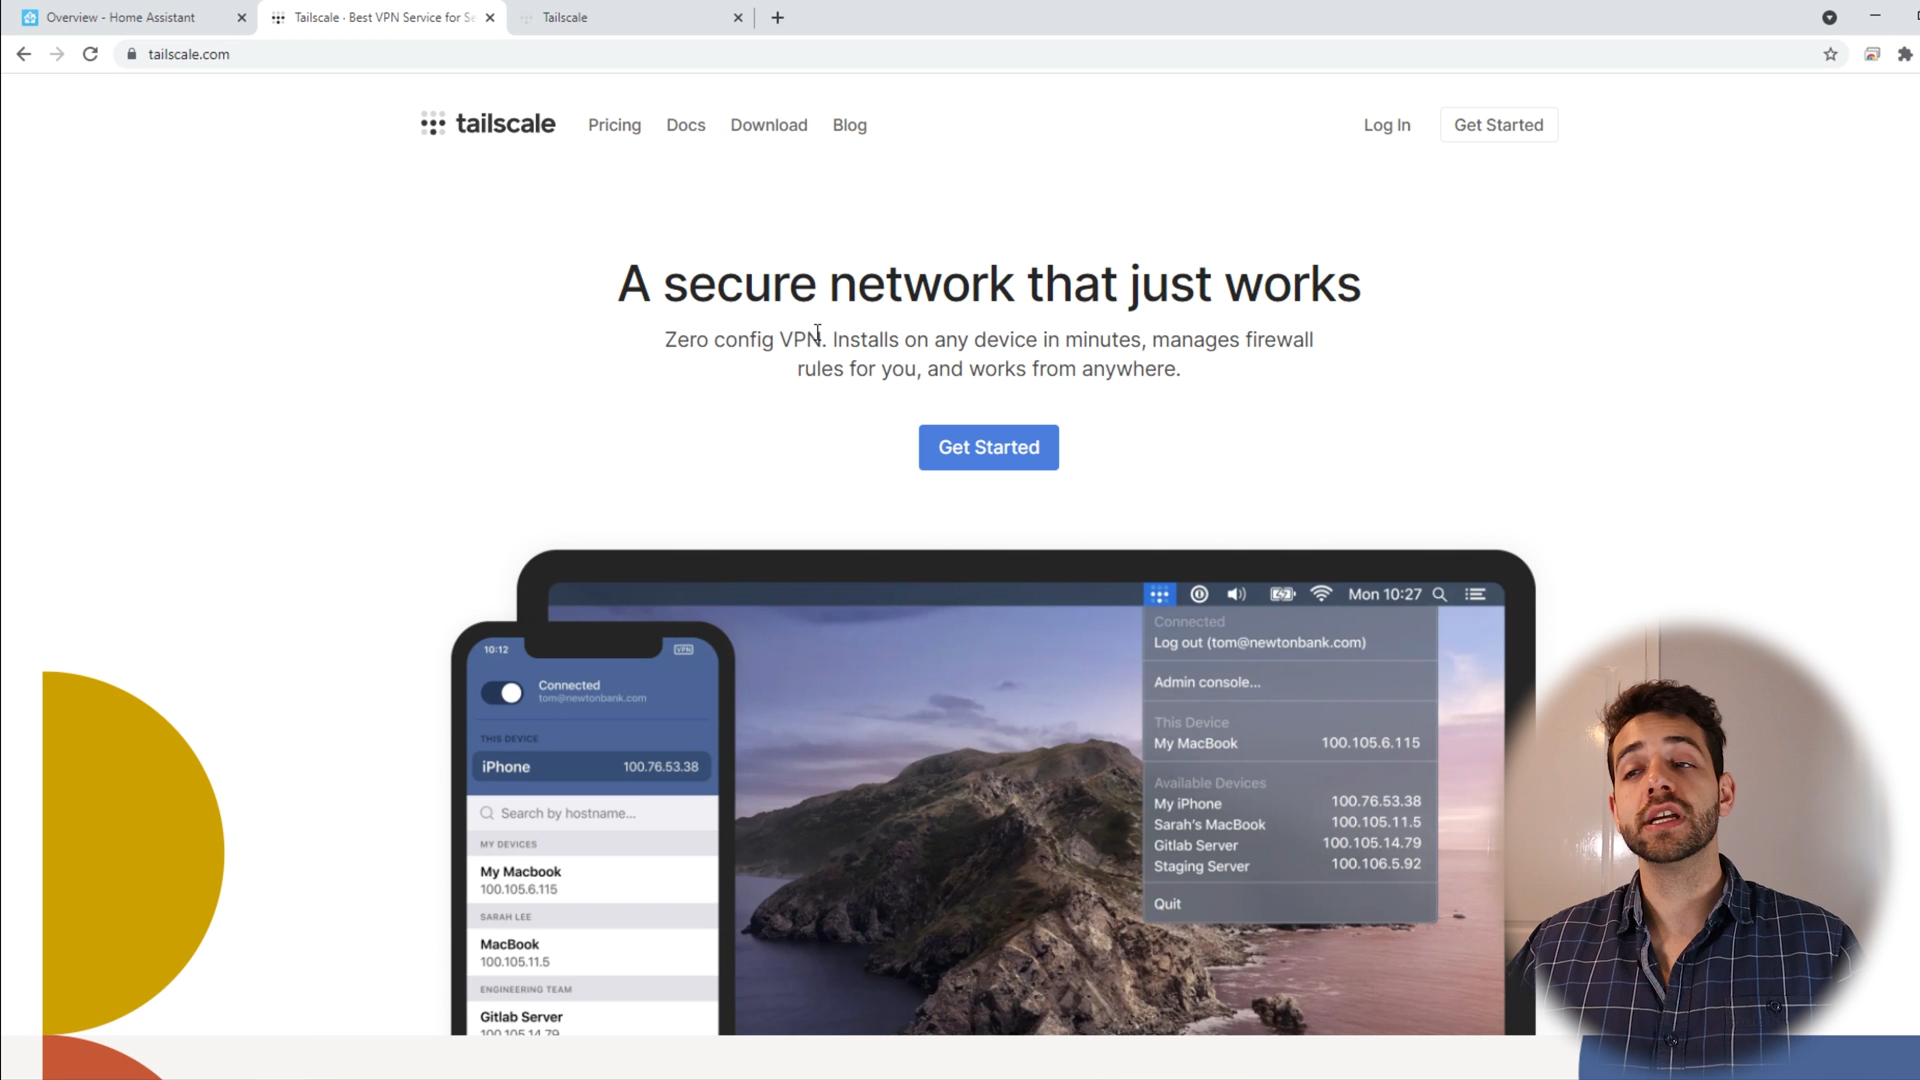 Overview - Home Assistant
Tailscale · Best VPN Service for Se
Tailscale
tailscale.com
tailscale
Pricing
Docs
Download
Blog
Log In
Get Started
A secure network that just works
Zero config VPN. Installs on any device in minutes, manages firewall
rules for you, and works from anywhere.
Get Started
Mon 10:27
Connected
Log out (tom@newtonbank.com)
Admin console...
This Device
My MacBook 100.105.6.115
Available Devices
My iPhone 100.76.53.38
Sarah's MacBook 100.105.11.5
Gitlab Server 100.105.14.79
Staging Server 100.106.5.92
Quit
10:12
VPN
Connected
tom@newtonbank.com
THIS DEVICE
iPhone 100.76.53.38
Search by hostname...
MY DEVICES
My Macbook
100.105.6.115
SARAH LEE
MacBook
100.105.11.5
ENGINEERING TEAM
Gitlab Server
100.105.14.79